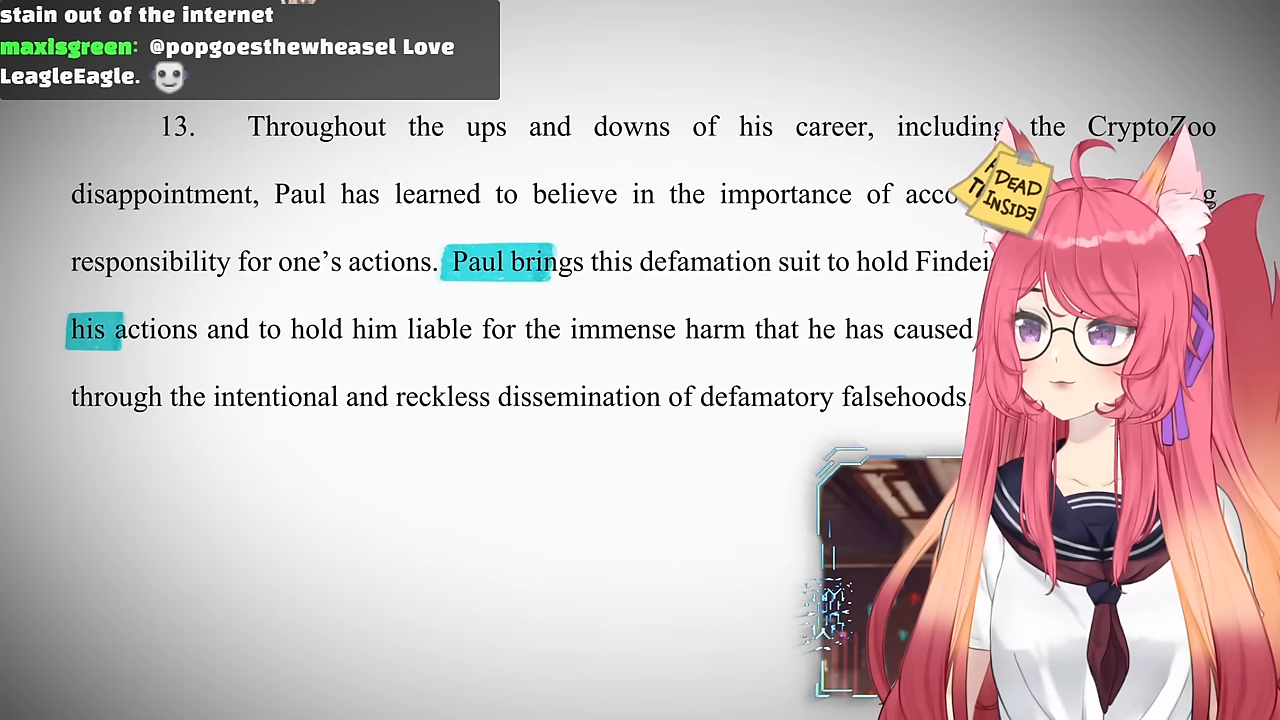 stain out of the internet
maxisgreen: @popgoesthewheasel Love
LeagleEagle.
13. Throughout the ups and downs of his career, including the CryptoZoo
disappointment, Paul has learned to believe in the importance of
responsibility for one's actions. Paul brings this defamation suit to hold
his actions and to hold him liable for the immense harm that he has caused
through the intentional and reckless dissemination of defamatory falsehoods.
DEAD
INSIDE